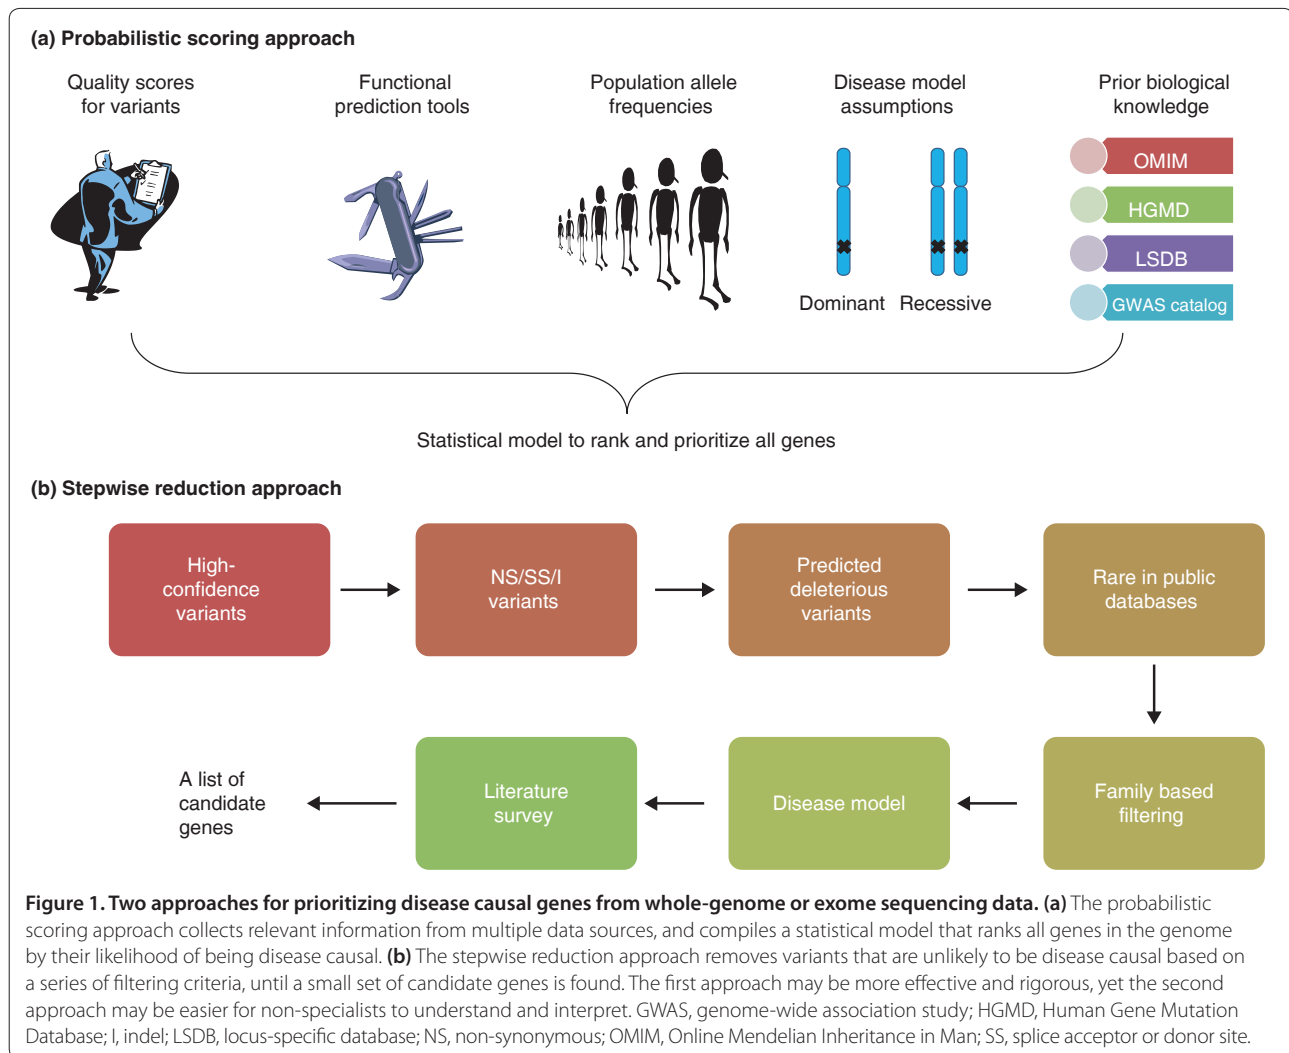 (a) Probabilistic scoring approach
Quality scores
for variants
Functional
prediction tools
Population allele
frequencies
Disease model
assumptions
Prior biological
knowledge
OMIM
HGMD
LSDB
GWAS catalog
Dominant
Recessive
Statistical model to rank and prioritize all genes
(b) Stepwise reduction approach
High-
confidence
variants
NS/SS/I
variants
Predicted
deleterious
variants
Rare in public
databases
Family based
filtering
Disease model
Literature
survey
A list of
candidate
genes
Figure 1. Two approaches for prioritizing disease causal genes from whole-genome or exome sequencing data. (a) The probabilistic
scoring approach collects relevant information from multiple data sources, and compiles a statistical model that ranks all genes in the genome
by their likelihood of being disease causal. (b) The stepwise reduction approach removes variants that are unlikely to be disease causal based on
a series of filtering criteria, until a small set of candidate genes is found. The first approach may be more effective and rigorous, yet the second
approach may be easier for non-specialists to understand and interpret. GWAS, genome-wide association study; HGMD, Human Gene Mutation
Database; I, indel; LSDB, locus-specific database; NS, non-synonymous; OMIM, Online Mendelian Inheritance in Man; SS, splice acceptor or donor site.